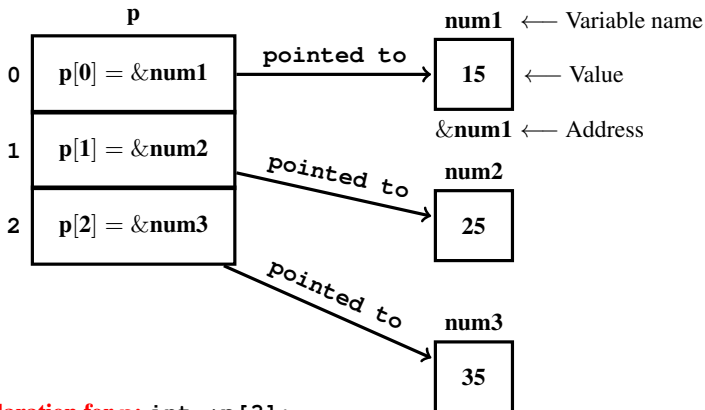 p
num1 ⟵ Variable name
pointed to
0 p[0] = &num1
15 ⟵ Value
&num1 ⟵ Address
1 p[1] = &num2
pointed to
num2
2 p[2] = &num3
25
pointed to
num3
35